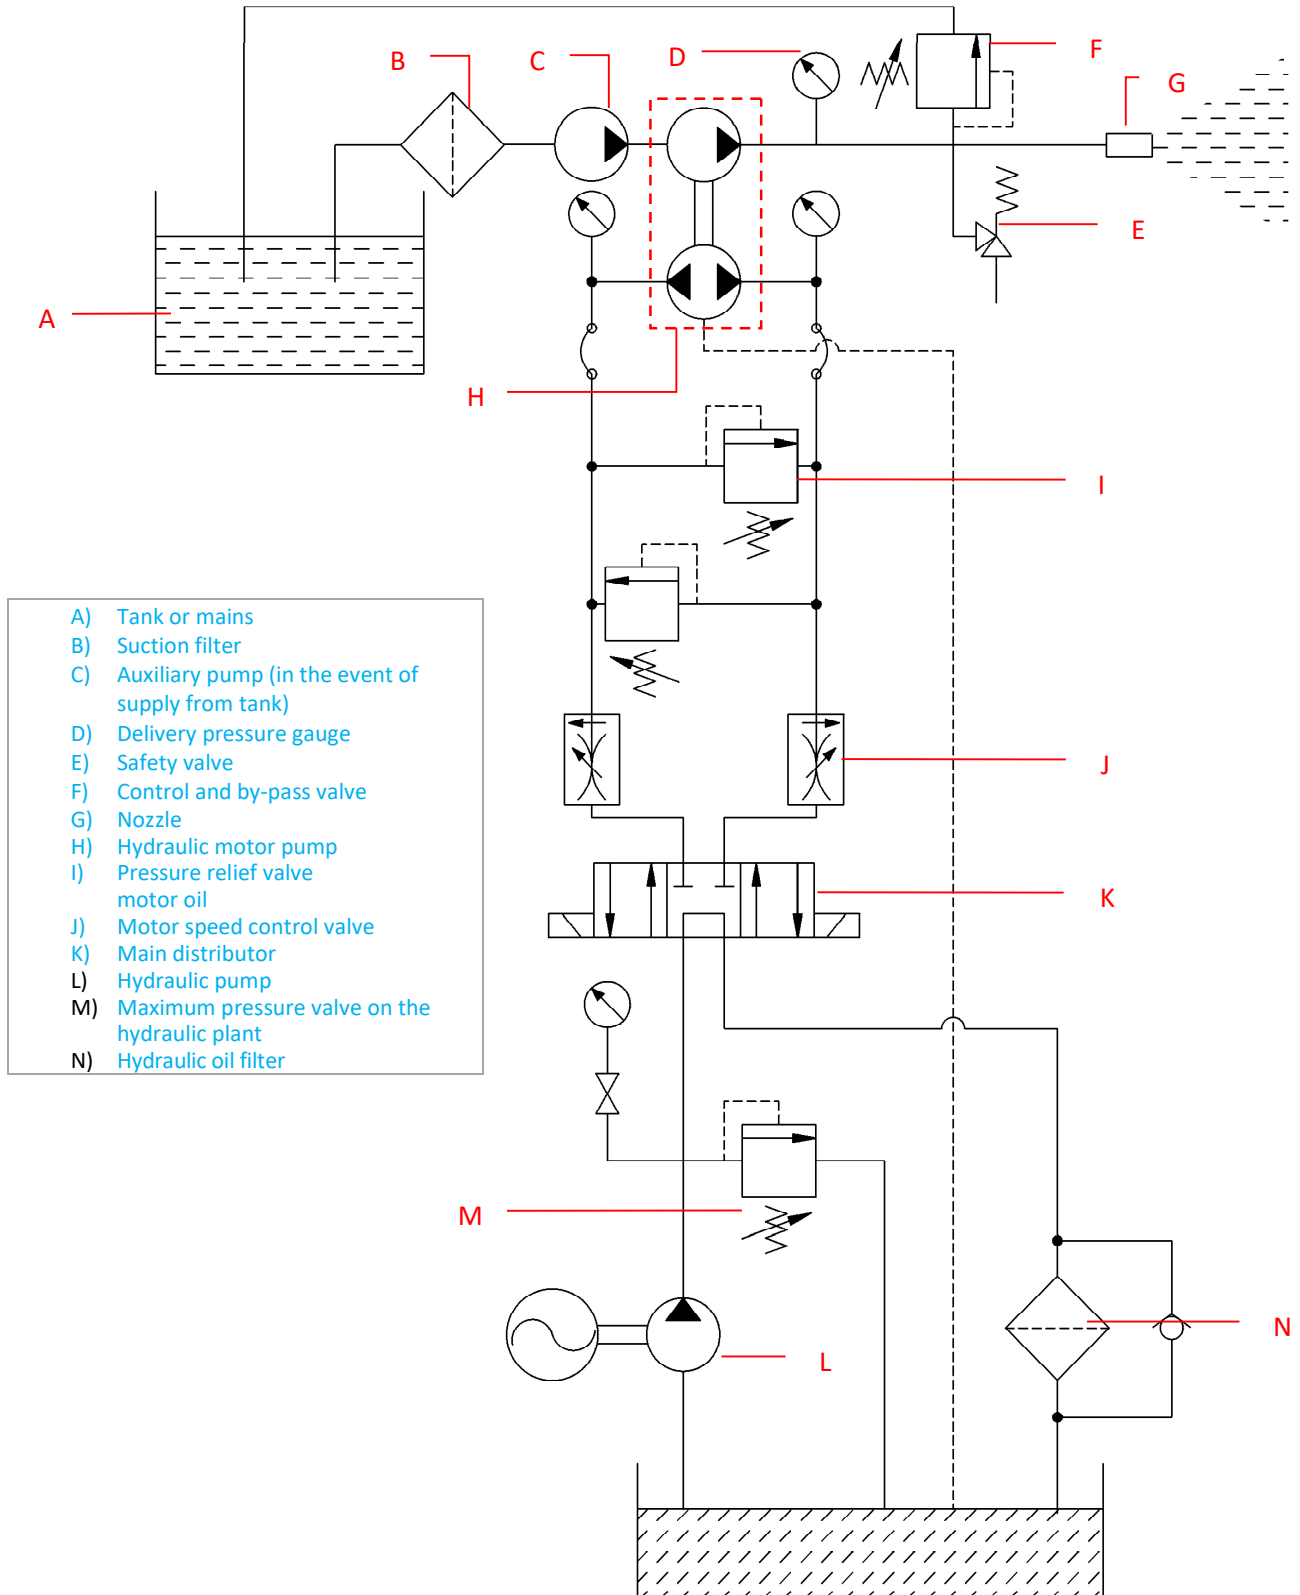 B
C
D
F
G
E
A
H
I
A) Tank or mains
B) Suction filter
C) Auxiliary pump (in the event of
supply from tank)
D) Delivery pressure gauge
E) Safety valve
F) Control and by-pass valve
G) Nozzle
H) Hydraulic motor pump
I) Pressure relief valve
motor oil
J) Motor speed control valve
K) Main distributor
L) Hydraulic pump
M) Maximum pressure valve on the
hydraulic plant
N) Hydraulic oil filter
J
K
M
N
L